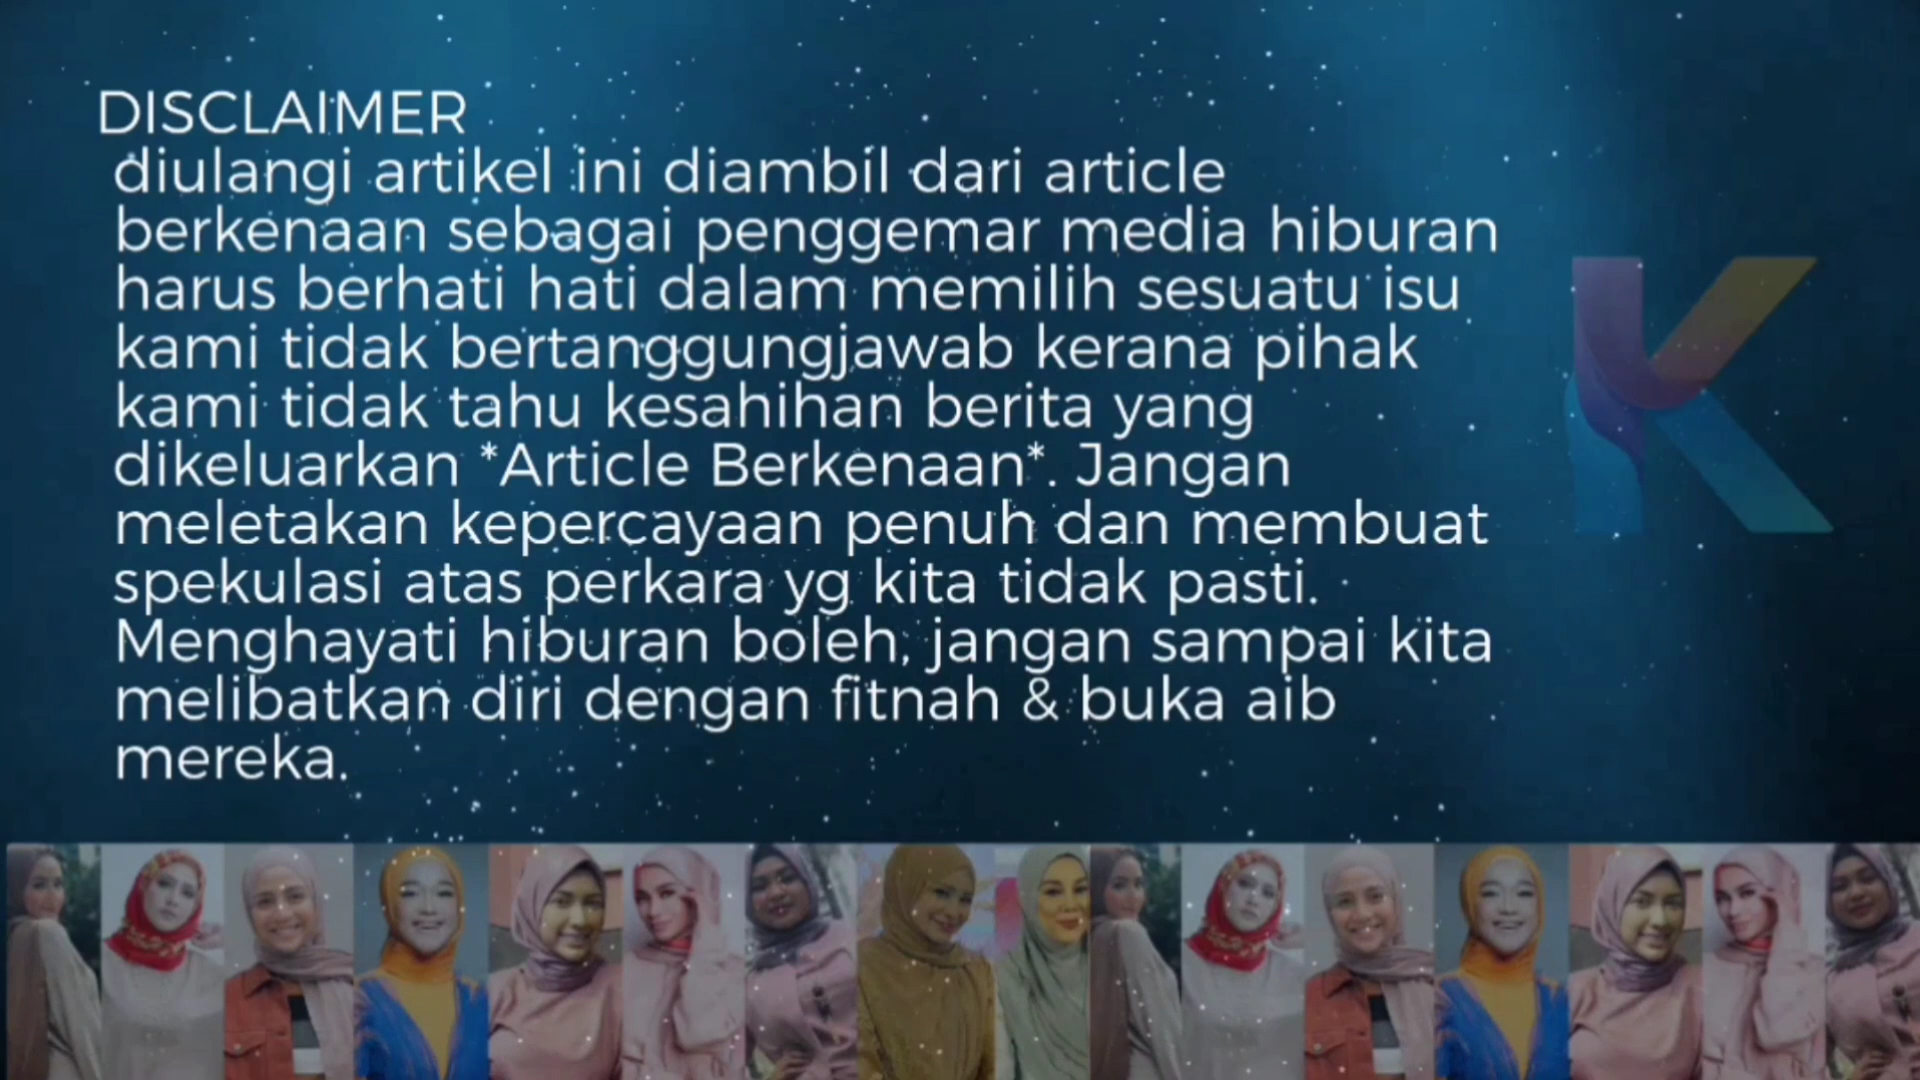 DISCLAIMER
diulangi artikel ini diambil dari article
berkenaan sebagai penggemar media hiburan
harus berhati hati dalam memilih sesuatu isu
kami tidak bertanggungjawab kerana pihak
kami tidak tahu kesahihan berita yang
dikeluarkan *Article Berkenaan*. Jangan
meletakan kepercayaan penuh dan membuat
spekulasi atas perkara yg kita tidak pasti.
Menghayati hiburan boleh, jangan sampai kita
melibatkan diri dengan fitnah & buka aib
mereka.
K